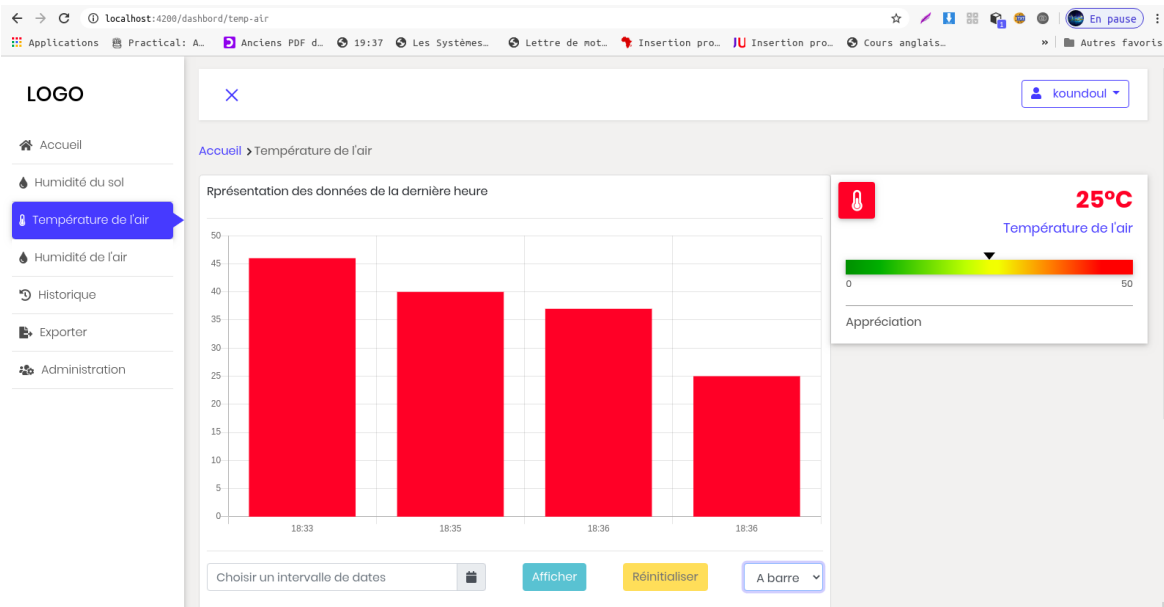 localhost:4200/dashbord/temp-air
En pause
Applications
Practical: A…
Anciens PDF d…
19:37
Les Systèmes…
Lettre de mot…
Insertion pro…
JU Insertion pro…
Cours anglais…
»
Autres favoris
LOGO
koundoul
Accueil
Humidité du sol
Température de l'air
Humidité de l'air
Historique
Exporter
Administration
Accueil > Température de l'air
Rprésentation des données de la dernière heure
50
45
40
35
30
25
20
15
10
5
0
18:33 18:35 18:36 18:36
Choisir un intervalle de dates
Afficher
Réinitialiser
A barre
25°C
Température de l'air
0 50
Appréciation